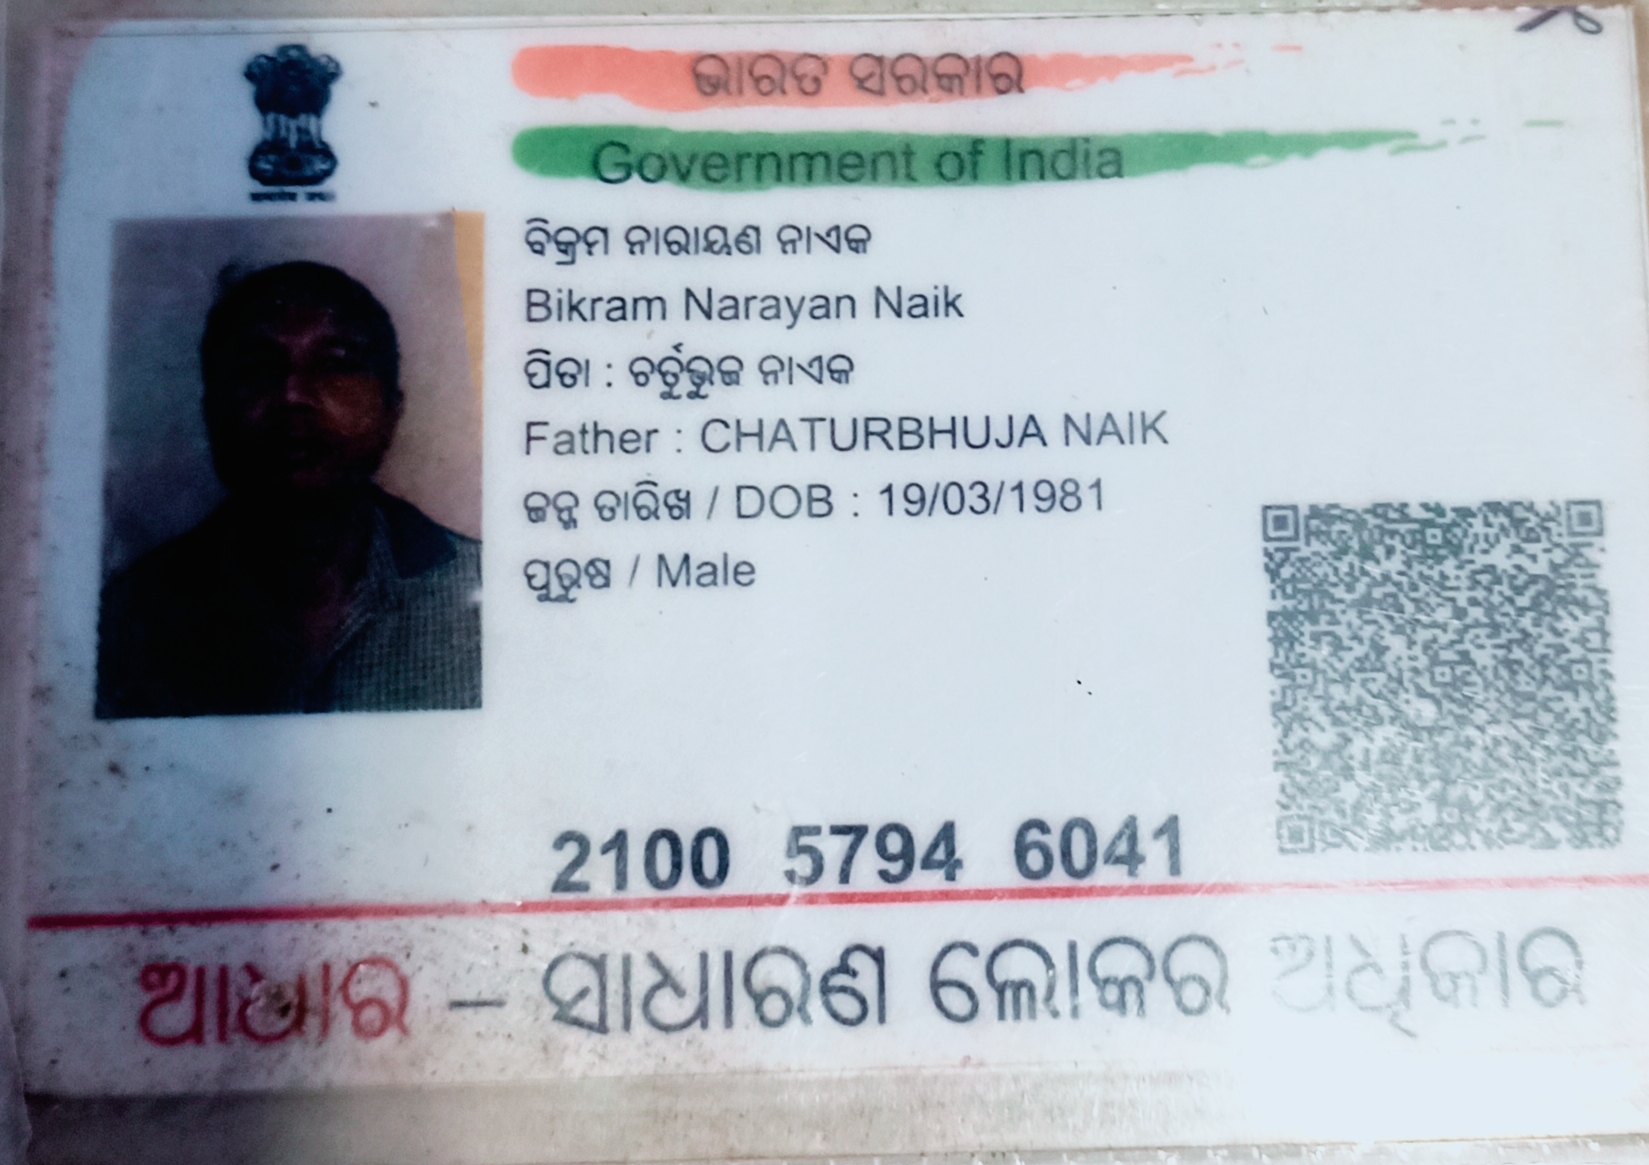 ଭାରତ ସରକାର
Government of India
ବିକ୍ରମ ନାରାୟଣ ନାଏକ
Bikram Narayan Naik
ପିତା : ଚର୍ତୁଭୁଜ ନାଏକ
Father : CHATURBHUJA NAIK
ଜନ୍ମ ତାରିଖ / DOB : 19/03/1981
ପୁରୁଷ / Male
2100 5794 6041
ଆଧାର – ସାଧାରଣ ଲୋକର ଅଧିକାର